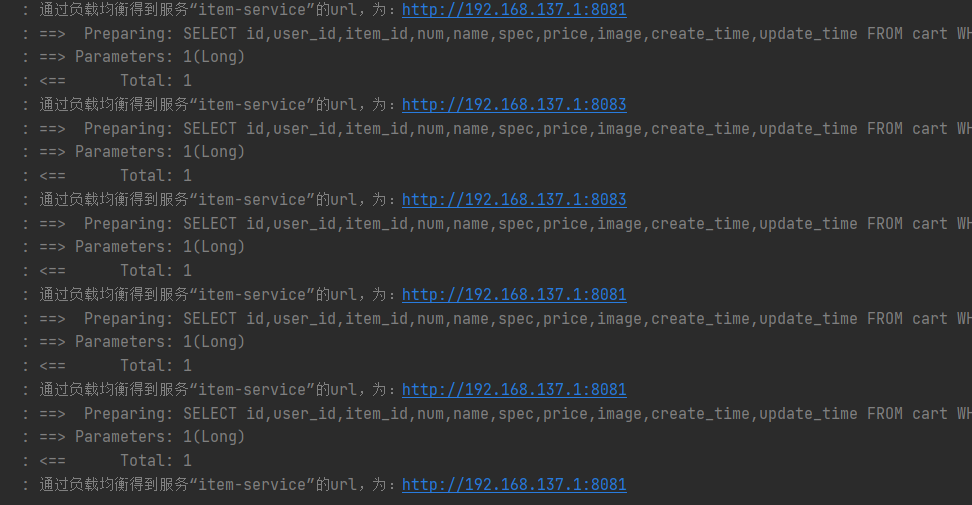 : 通过负载均衡得到服务“item-service”的url，为：http://192.168.137.1:8081
: ==>  Preparing: SELECT id,user_id,item_id,num,name,spec,price,image,create_time,update_time FROM cart WH
: ==> Parameters: 1(Long)
: <==      Total: 1
: 通过负载均衡得到服务“item-service”的url，为：http://192.168.137.1:8083
: ==>  Preparing: SELECT id,user_id,item_id,num,name,spec,price,image,create_time,update_time FROM cart WH
: ==> Parameters: 1(Long)
: <==      Total: 1
: 通过负载均衡得到服务“item-service”的url，为：http://192.168.137.1:8083
: ==>  Preparing: SELECT id,user_id,item_id,num,name,spec,price,image,create_time,update_time FROM cart WH
: ==> Parameters: 1(Long)
: <==      Total: 1
: 通过负载均衡得到服务“item-service”的url，为：http://192.168.137.1:8081
: ==>  Preparing: SELECT id,user_id,item_id,num,name,spec,price,image,create_time,update_time FROM cart WH
: ==> Parameters: 1(Long)
: <==      Total: 1
: 通过负载均衡得到服务“item-service”的url，为：http://192.168.137.1:8081
: ==>  Preparing: SELECT id,user_id,item_id,num,name,spec,price,image,create_time,update_time FROM cart WH
: ==> Parameters: 1(Long)
: <==      Total: 1
: 通过负载均衡得到服务“item-service”的url，为：http://192.168.137.1:8081